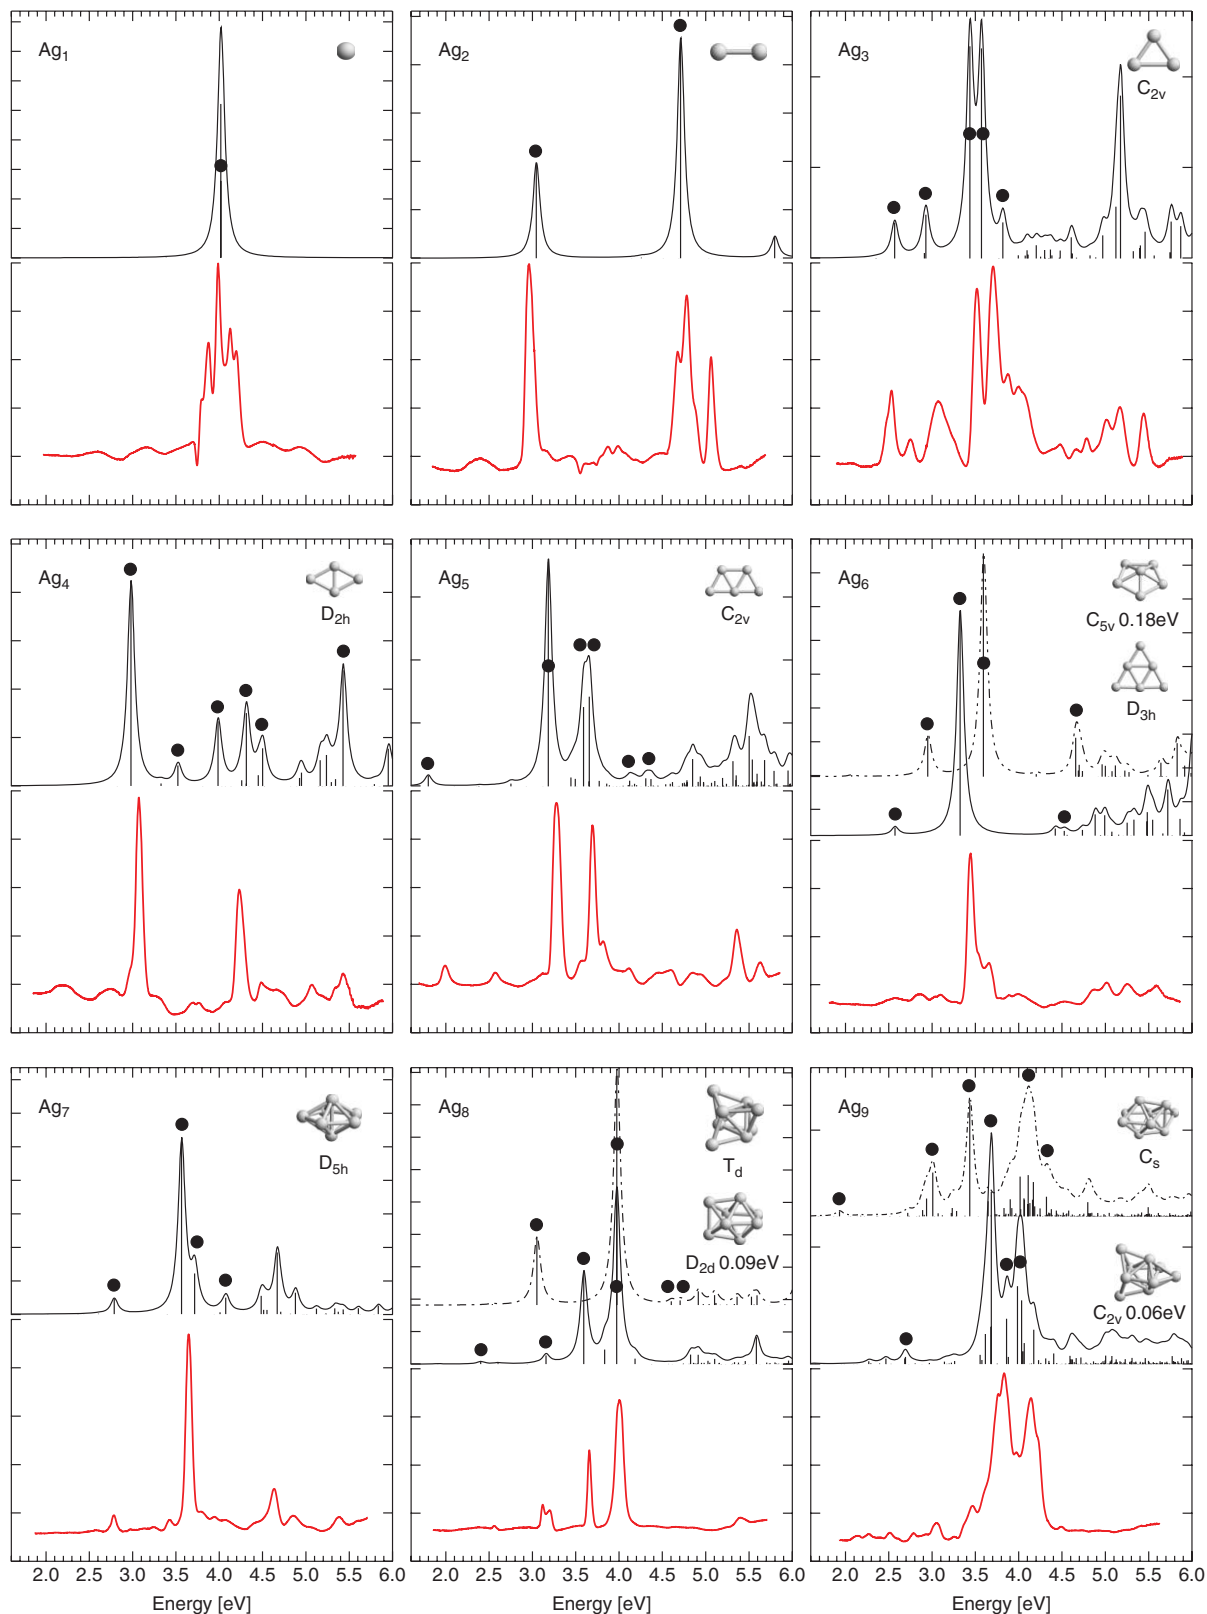 Ag1
Ag2
Ag3
C2v
Ag4
D2h
Ag5
C2v
Ag6
C5v 0.18eV
D3h
Ag7
D5h
Ag8
Td
D2d 0.09eV
Ag9
Cs
C2v 0.06eV
2.0 2.5 3.0 3.5 4.0 4.5 5.0 5.5 6.0
2.0 2.5 3.0 3.5 4.0 4.5 5.0 5.5 6.0
2.0 2.5 3.0 3.5 4.0 4.5 5.0 5.5 6.0
Energy [eV]
Energy [eV]
Energy [eV]